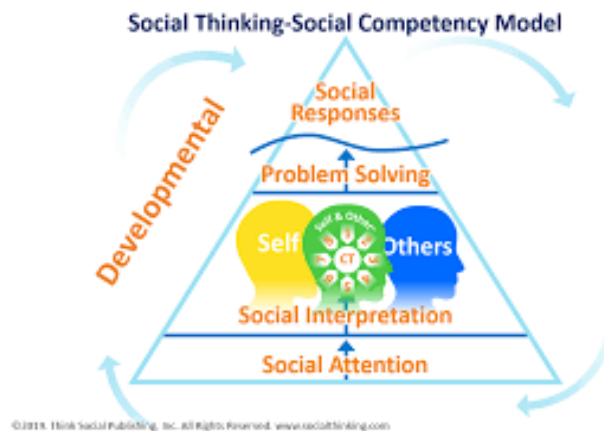 Social Thinking-Social Competency Model
Developmental
Social
Responses
Problem Solving
Self
Self & Other
Others
CT
Social Interpretation
Social Attention
©2019. Think Social Publishing, Inc. All Rights Reserved. www.socialthinking.com